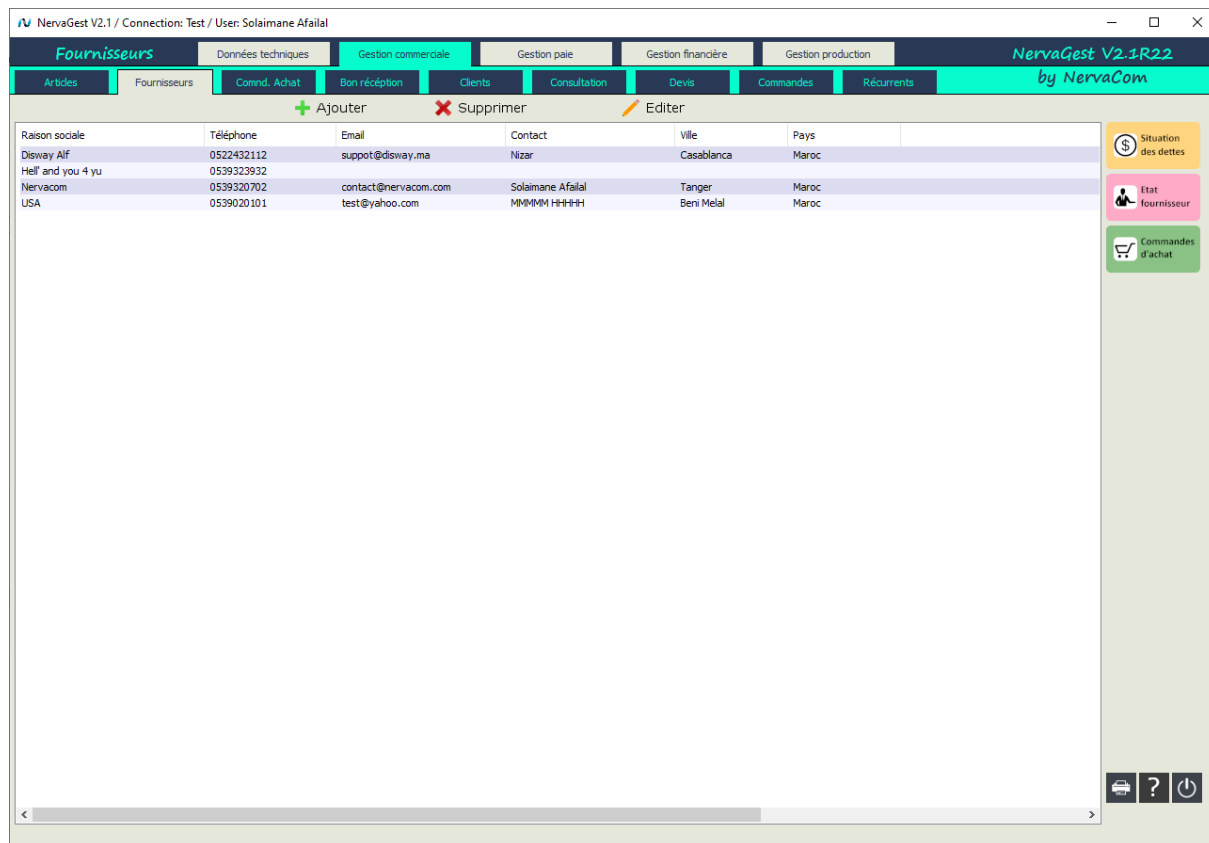 NervaGest V2.1 / Connection: Test / User: Solaimane Afailal
Fournisseurs Données techniques Gestion commerciale Gestion paie Gestion financière Gestion production NervaGest V2.1R22
Articles Fournisseurs Comnd. Achat Bon récéption Clients Consultation Devis Commandes Récurrents by NervaCom
Ajouter Supprimer Editer
Raison sociale Téléphone Email Contact Ville Pays
Disway Alf 0522432112 suppot@disway.ma Nizar Casablanca Maroc
Hell' and you 4 yu 0539323932
Nervacom 0539320702 contact@nervacom.com Solaimane Afailal Tanger Maroc
USA 0539020101 test@yahoo.com MMMMM HHHHH Beni Melal Maroc
Situation
des dettes
Etat
fournisseur
Commandes
d'achat
?